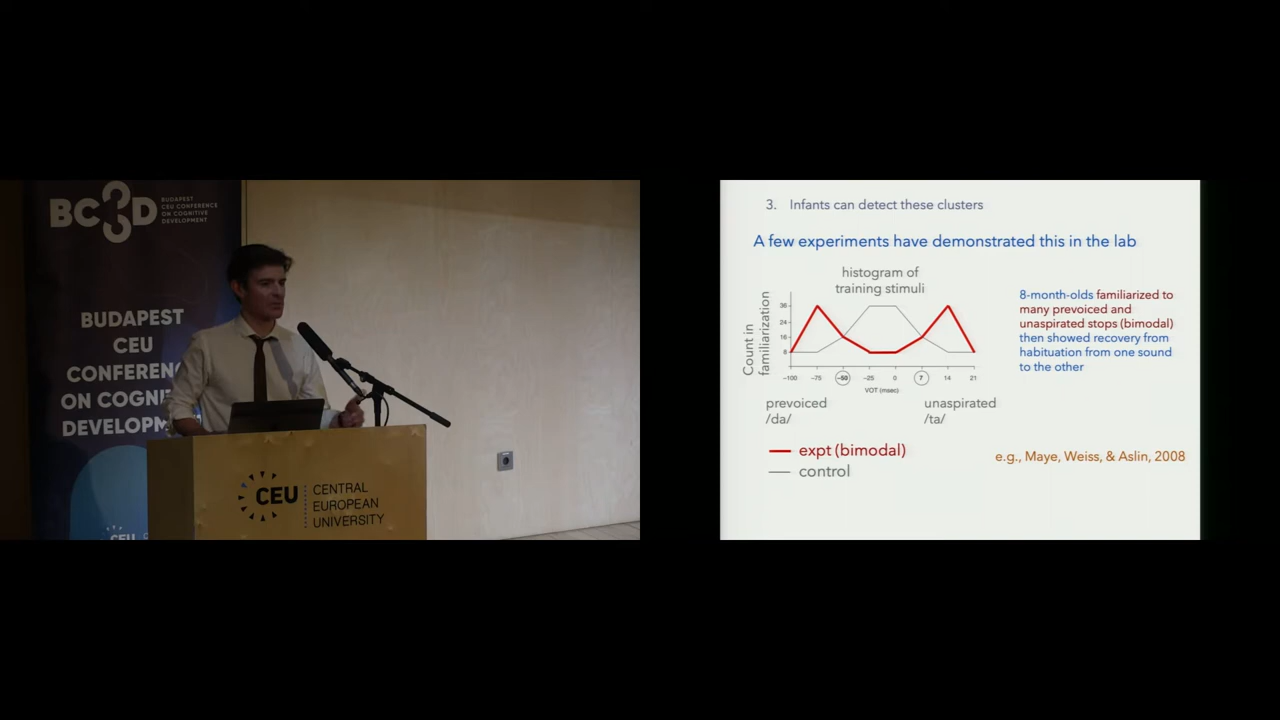 BC3D
BUDAPEST
CEU CONFERENCE
ON COGNITIVE
DEVELOPMENT
BUDAPEST
CEU
CONFERENC
ON COGNI
DEVELOPM
CEU
CEU
CENTRAL
EUROPEAN
UNIVERSITY
3. Infants can detect these clusters
A few experiments have demonstrated this in the lab
histogram of
training stimuli
Count in
familiarization
36
24
16
8
-100 -75 -50 -25 0 7 14 21
VOT (msec)
prevoiced
/da/
unaspirated
/ta/
8-month-olds familiarized to
many prevoiced and
unaspirated stops (bimodal)
then showed recovery from
habituation from one sound
to the other
expt (bimodal)
control
e.g., Maye, Weiss, & Aslin, 2008